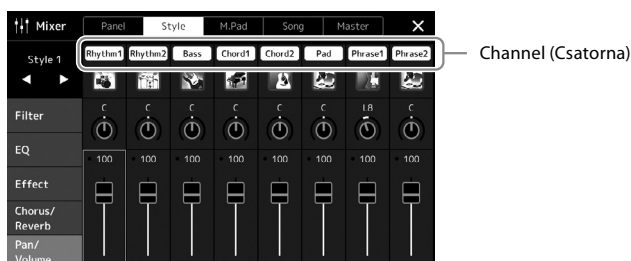 Mixer Panel Style M.Pad Song Master ×
Style 1 Rhythm1 Rhythm2 Bass Chord1 Chord2 Pad Phrase1 Phrase2 Channel (Csatorna)
Filter C C C C C C L8 C
EQ 100 100 100 100 100 100 100 100
Effect
Chorus/
Reverb
Pan/
Volume